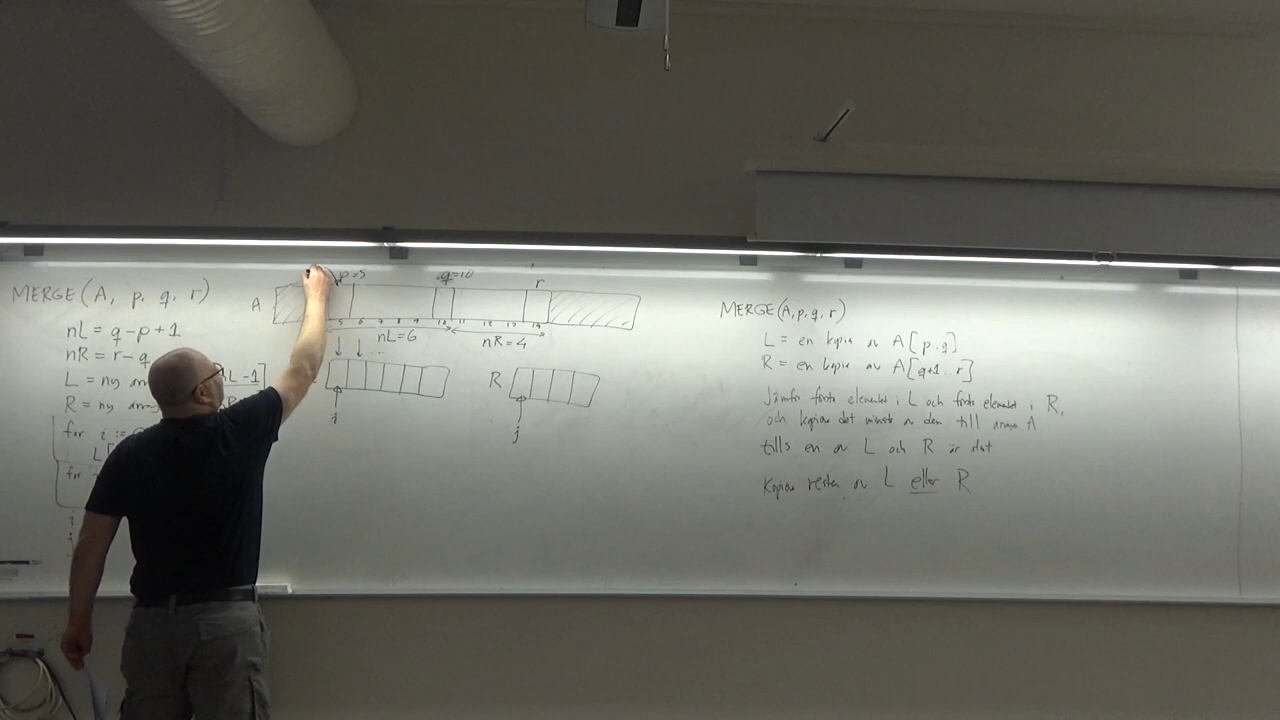 MERGE(A, p, q, r)
nL = q-p+1
nR = r-q
L = ny
nL-1]
R = ny
for i :=
L[
for
i
j
p=5
q=10
r
A
5 6 7 8 9 10 11 12 13 14
nL=6
nR=4
...
R
i
j
MERGE(A,p,q,r)
L = en kopia av A[p..q]
R = en kopia av A[q+1..r]
Jämför första elementet i L och första elementet i R,
och kopiera det minsta av dem till arrayen A
tills en av L och R är slut
Kopiera resten av L eller R